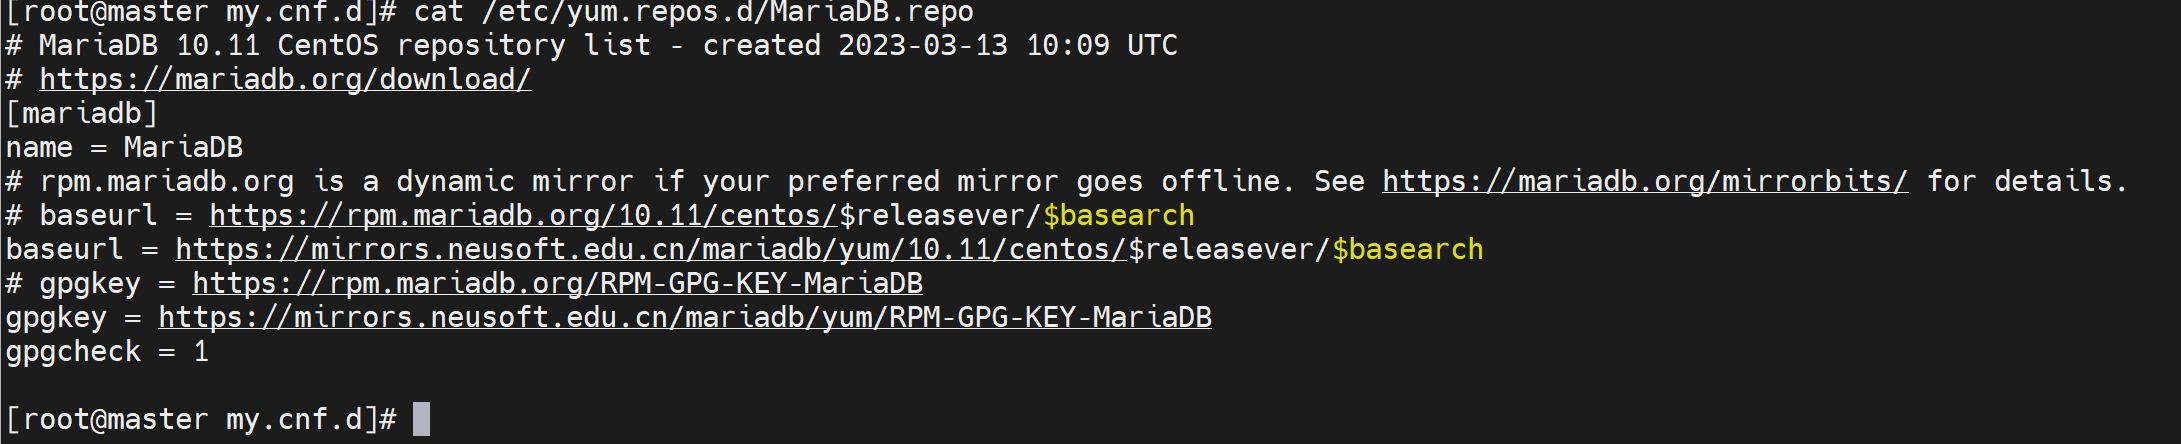 [root@master my.cnf.d]# cat /etc/yum.repos.d/MariaDB.repo
# MariaDB 10.11 CentOS repository list - created 2023-03-13 10:09 UTC
# https://mariadb.org/download/
[mariadb]
name = MariaDB
# rpm.mariadb.org is a dynamic mirror if your preferred mirror goes offline. See https://mariadb.org/mirrorbits/ for details.
# baseurl = https://rpm.mariadb.org/10.11/centos/$releasever/$basearch
baseurl = https://mirrors.neusoft.edu.cn/mariadb/yum/10.11/centos/$releasever/$basearch
# gpgkey = https://rpm.mariadb.org/RPM-GPG-KEY-MariaDB
gpgkey = https://mirrors.neusoft.edu.cn/mariadb/yum/RPM-GPG-KEY-MariaDB
gpgcheck = 1
[root@master my.cnf.d]#